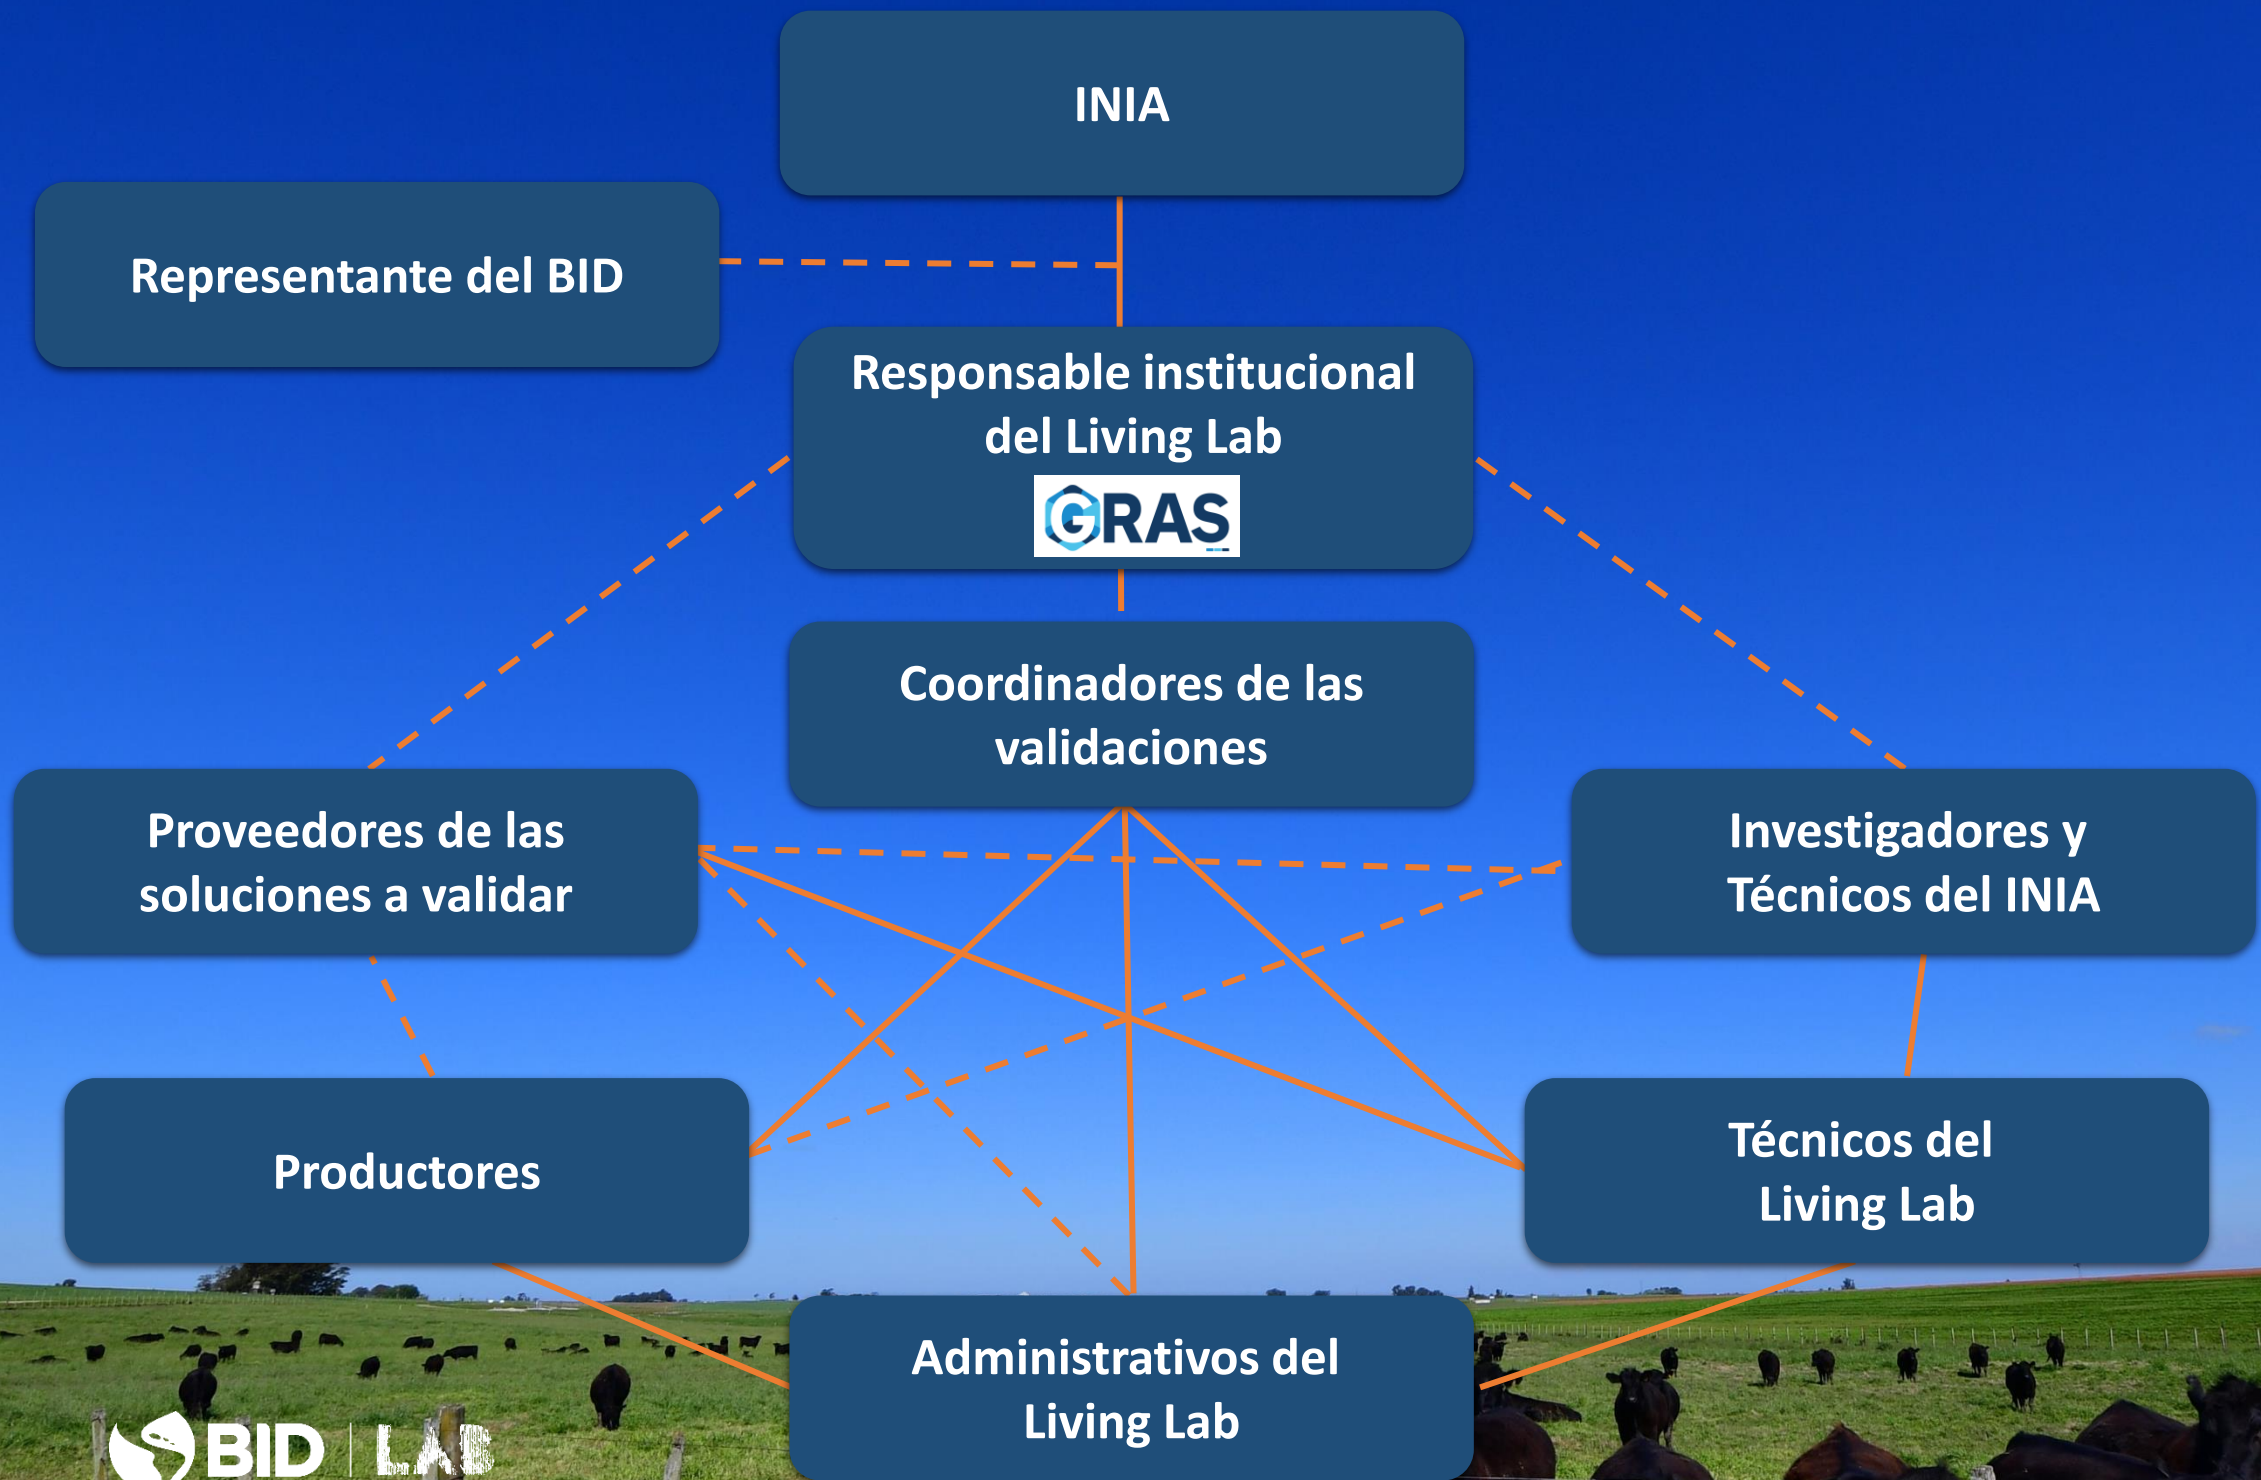 INIA
Representante del BID
Responsable institucional
del Living Lab
GRAS
Coordinadores de las
validaciones
Proveedores de las
soluciones a validar
Investigadores y
Técnicos del INIA
Productores
Técnicos del
Living Lab
Administrativos del
Living Lab
BID | LAB